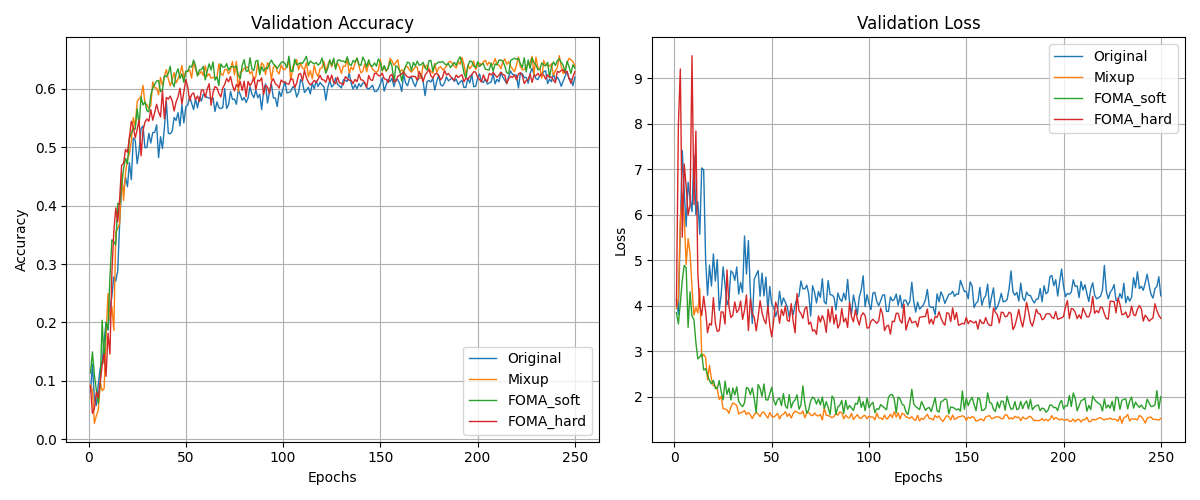 Validation Accuracy
Accuracy
0.6
0.5
0.4
0.3
0.2
0.1
0.0
Original
Mixup
FOMA_soft
FOMA_hard
0
50
100
150
200
250
Epochs
Validation Loss
Loss
9
8
7
6
5
4
3
2
Original
Mixup
FOMA_soft
FOMA_hard
0
50
100
150
200
250
Epochs